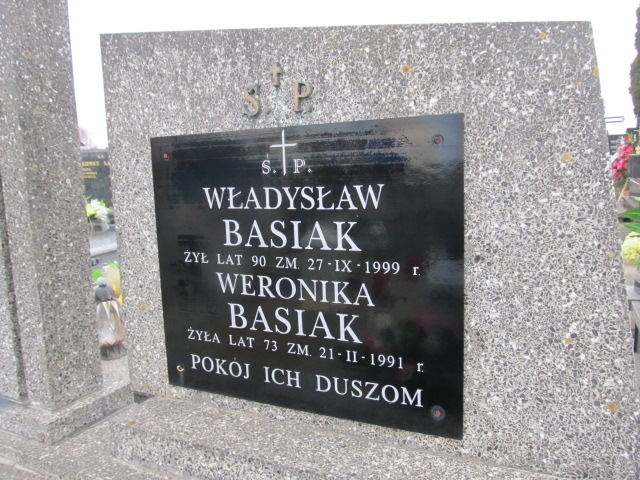 Ś. P.
Ś. P.
WŁADYSŁAW
BASIAK
ŻYŁ LAT 90 ZM. 27-IX-1999 r.
WERONIKA
BASIAK
ŻYŁA LAT 73 ZM. 21-II-1991 r.
POKÓJ ICH DUSZOM